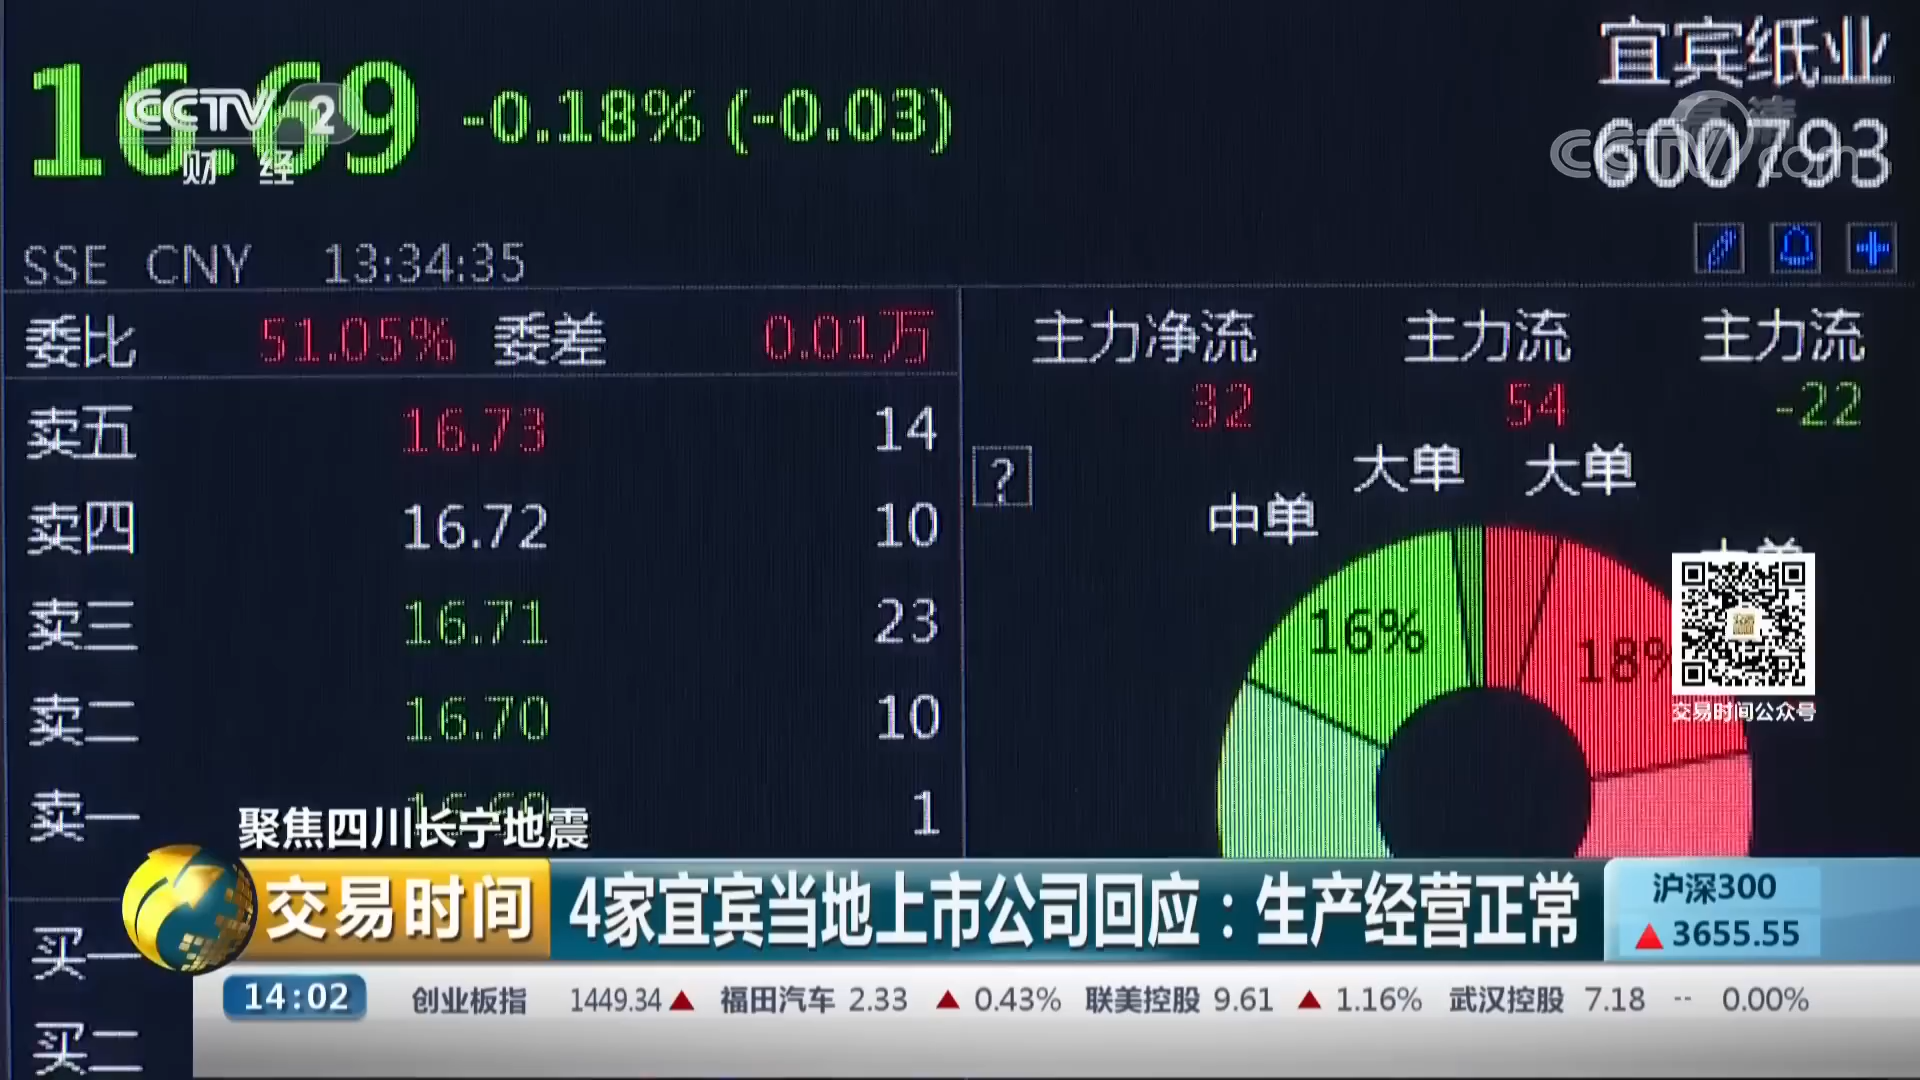 16.69 -0.18% (-0.03)
宜宾纸业
600793
CCTV 2
财 经
高清
CCTV.com
SSE CNY 13:34:35
委比 51.05% 委差 0.01万
主力净流 主力流 主力流
32 54 -22
卖五 16.73 14
卖四 16.72 10
卖三 16.71 23
卖二 16.70 10
卖一 16.69 1
?
中单 大单 大单
16% 18%
交易时间公众号
聚焦四川长宁地震
交易时间
4家宜宾当地上市公司回应：生产经营正常
沪深300
▲ 3655.55
买一
买二
14:02 创业板指 1449.34 ▲ 福田汽车 2.33 ▲ 0.43% 联美控股 9.61 ▲ 1.16% 武汉控股 7.18 -- 0.00%